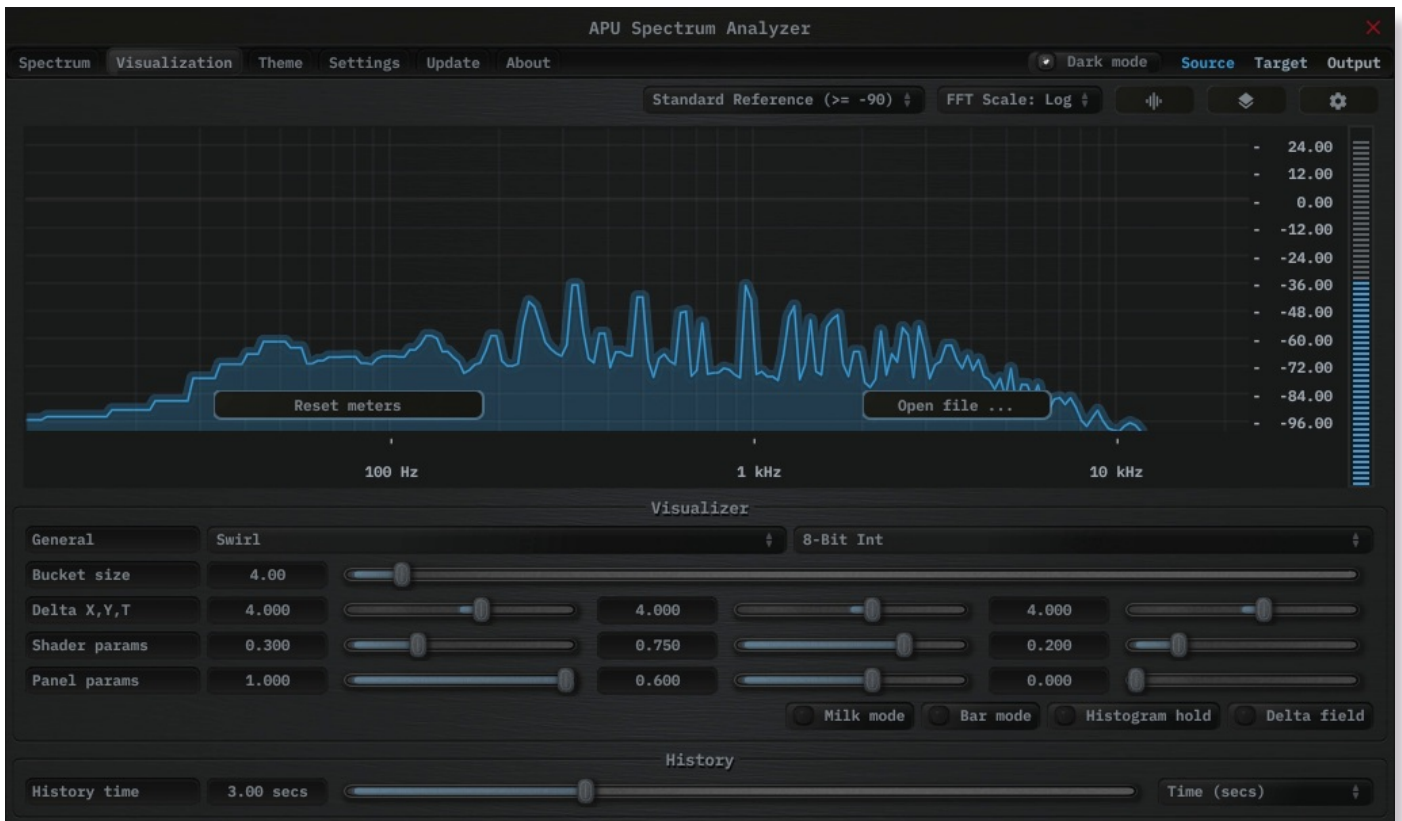 APU Spectrum Analyzer
Spectrum Visualization Theme Settings Update About Dark mode Source Target Output
Standard Reference (>= -90) FFT Scale: Log
- 24.00
- 12.00
- 0.00
- -12.00
- -24.00
- -36.00
- -48.00
- -60.00
- -72.00
- -84.00
- -96.00
Reset meters Open file ...
100 Hz 1 kHz 10 kHz
Visualizer
General Swirl 8-Bit Int
Bucket size 4.00
Delta X,Y,T 4.000 4.000 4.000
Shader params 0.300 0.750 0.200
Panel params 1.000 0.600 0.000
Milk mode Bar mode Histogram hold Delta field
History
History time 3.00 secs Time (secs)